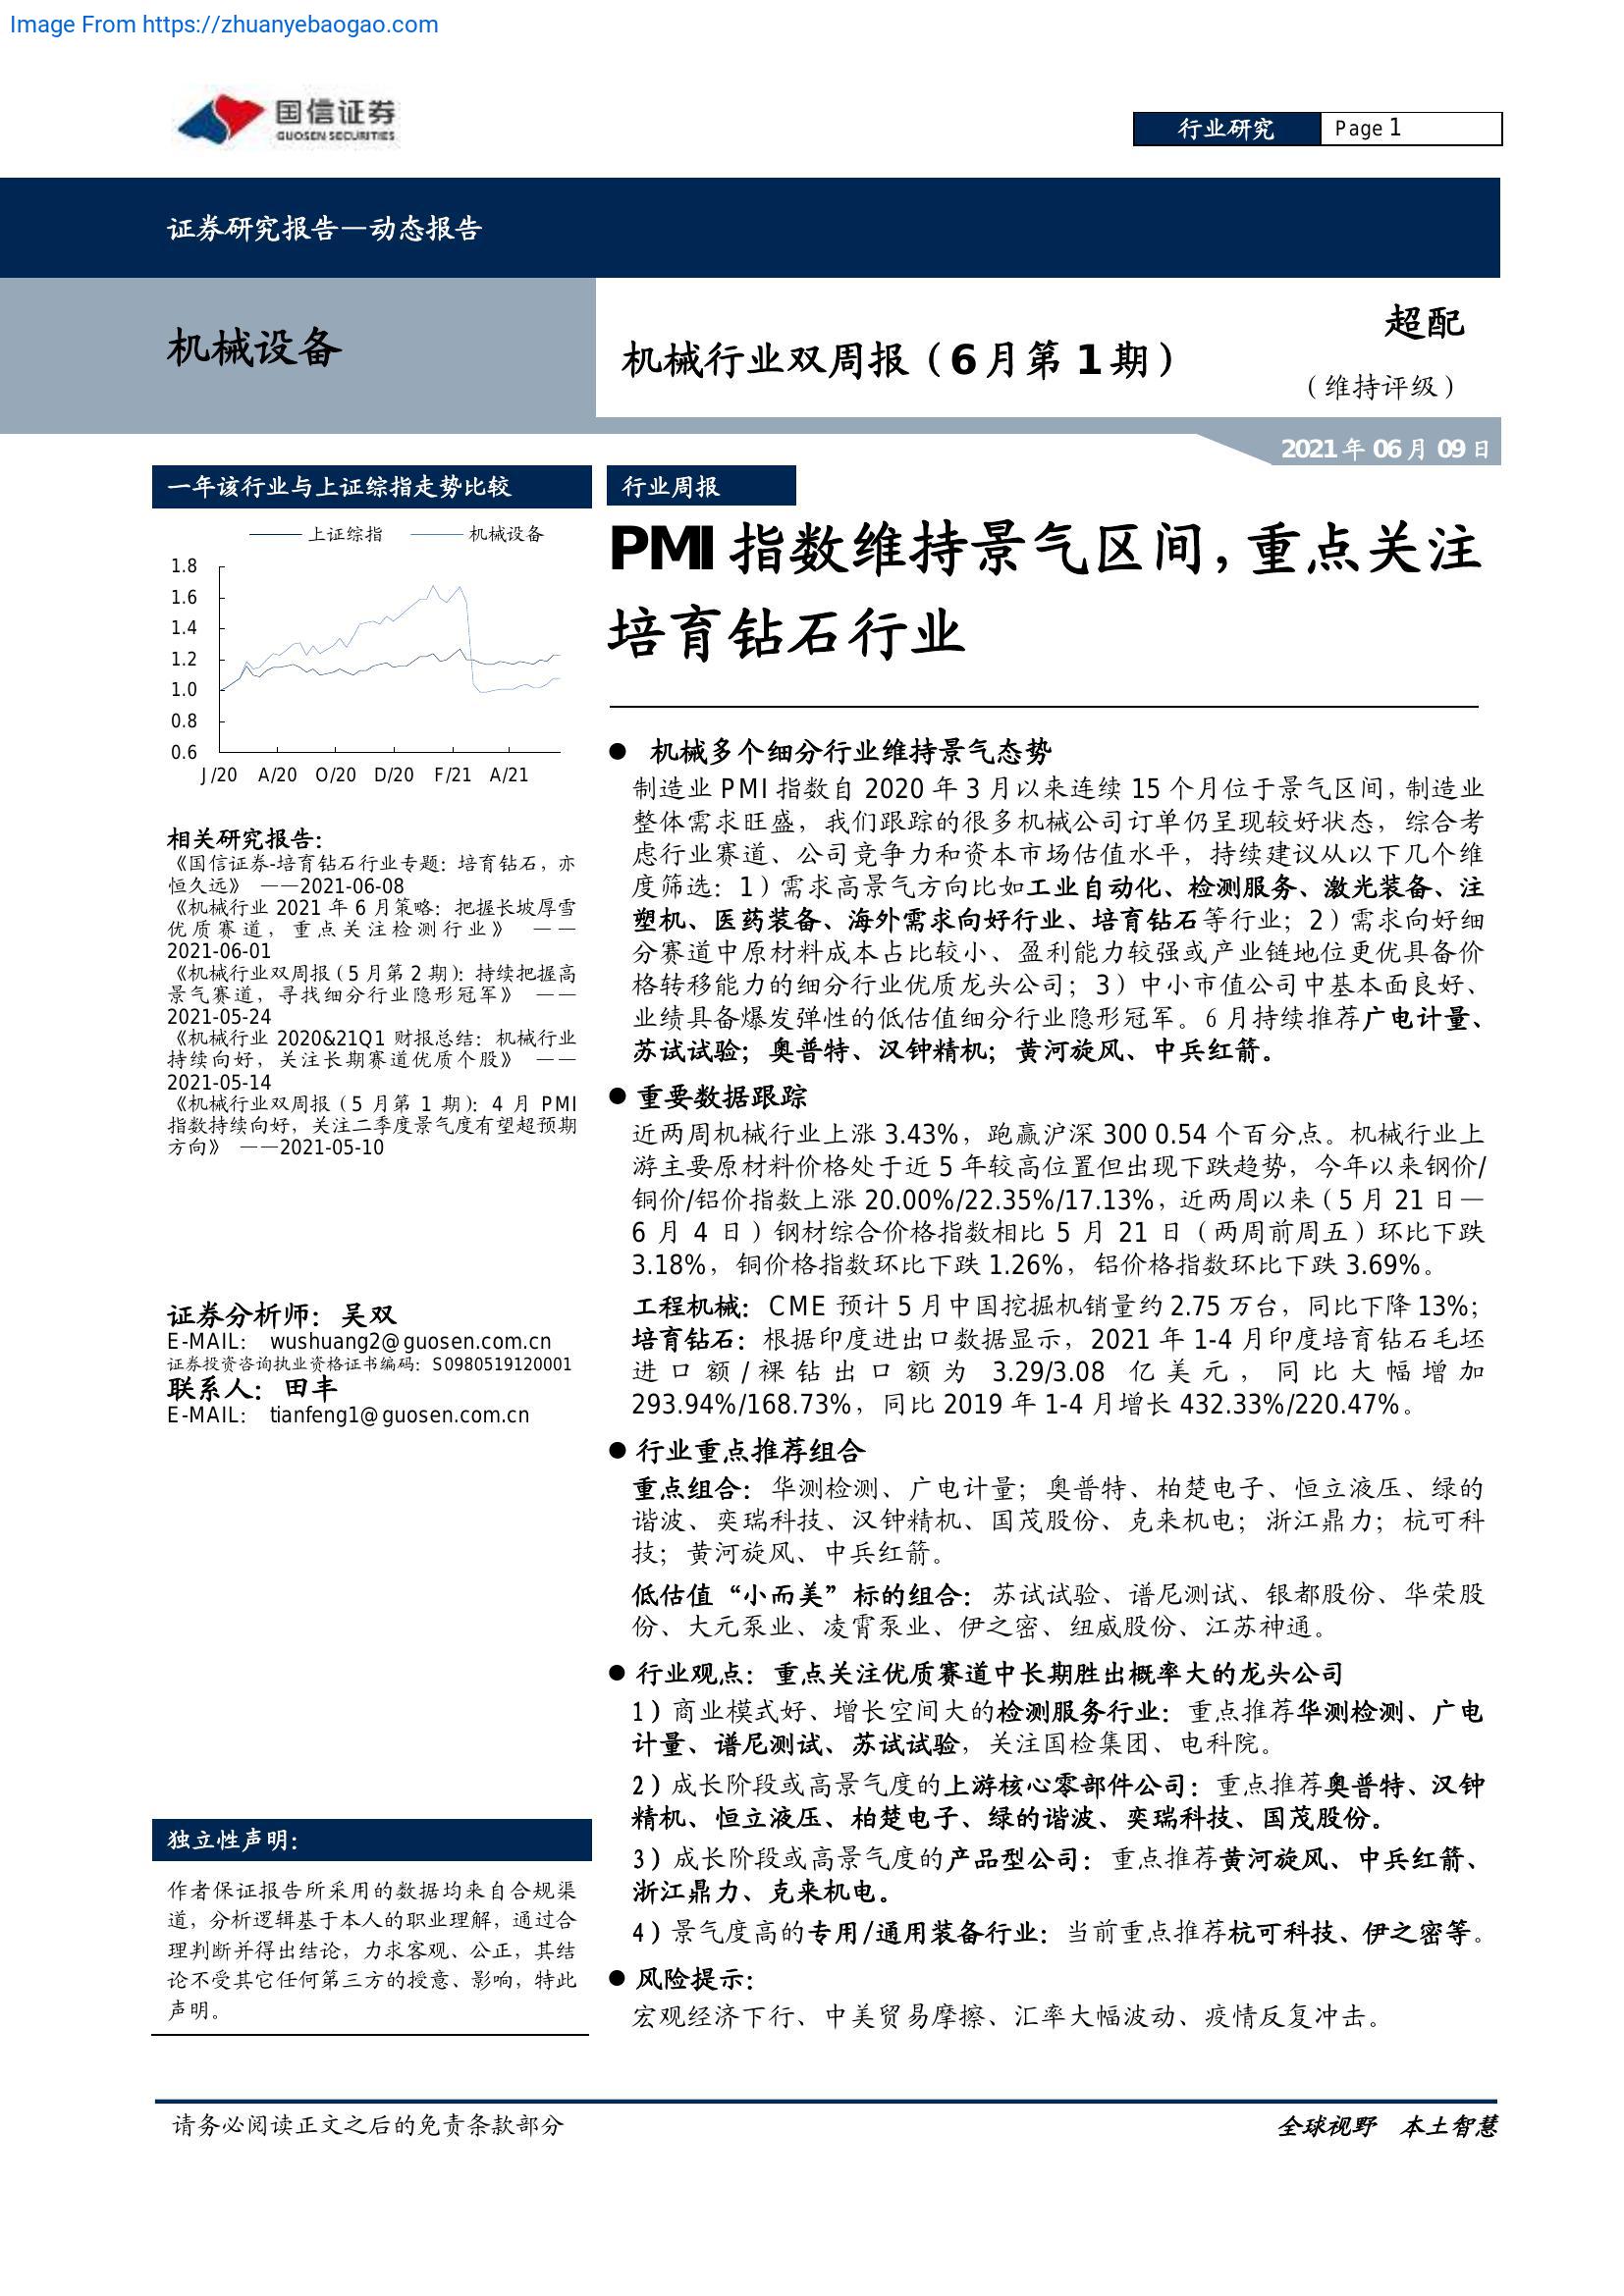 Image From https://zhuanyebaogao.com
国信证券
GUOSEN SECURITIES
行业研究
Page 1
证券研究报告—动态报告
机械设备
机械行业双周报（6月第1期）
超配
（维持评级）
2021年06月09日
一年该行业与上证综指走势比较
上证综指 机械设备
1.8
1.6
1.4
1.2
1.0
0.8
0.6
J/20 A/20 O/20 D/20 F/21 A/21
相关研究报告：
《国信证券-培育钻石行业专题：培育钻石，亦
恒久远》 ——2021-06-08
《机械行业 2021 年 6 月策略：把握长坡厚雪
优质赛道，重点关注检测行业》 ——
2021-06-01
《机械行业双周报（5 月第 2 期）：持续把握高
景气赛道，寻找细分行业隐形冠军》 ——
2021-05-24
《机械行业 2020&21Q1 财报总结：机械行业
持续向好，关注长期赛道优质个股》 ——
2021-05-14
《机械行业双周报（5 月第 1 期）：4 月 PMI
指数持续向好，关注二季度景气度有望超预期
方向》 ——2021-05-10
证券分析师：吴双
E-MAIL： wushuang2@guosen.com.cn
证券投资咨询执业资格证书编码：S0980519120001
联系人：田丰
E-MAIL： tianfeng1@guosen.com.cn
独立性声明：
作者保证报告所采用的数据均来自合规渠
道，分析逻辑基于本人的职业理解，通过合
理判断并得出结论，力求客观、公正，其结
论不受其它任何第三方的授意、影响，特此
声明。
行业周报
PMI 指数维持景气区间，重点关注
培育钻石行业
● 机械多个细分行业维持景气态势
制造业 PMI 指数自 2020 年 3 月以来连续 15 个月位于景气区间，制造业
整体需求旺盛，我们跟踪的很多机械公司订单仍呈现较好状态，综合考
虑行业赛道、公司竞争力和资本市场估值水平，持续建议从以下几个维
度筛选：1）需求高景气方向比如工业自动化、检测服务、激光装备、注
塑机、医药装备、海外需求向好行业、培育钻石等行业；2）需求向好细
分赛道中原材料成本占比较小、盈利能力较强或产业链地位更优具备价
格转移能力的细分行业优质龙头公司；3）中小市值公司中基本面良好、
业绩具备爆发弹性的低估值细分行业隐形冠军。6 月持续推荐广电计量、
苏试试验；奥普特、汉钟精机；黄河旋风、中兵红箭。
● 重要数据跟踪
近两周机械行业上涨 3.43%，跑赢沪深 300 0.54 个百分点。机械行业上
游主要原材料价格处于近 5 年较高位置但出现下跌趋势，今年以来钢价/
铜价/铝价指数上涨 20.00%/22.35%/17.13%，近两周以来（5 月 21 日—
6 月 4 日）钢材综合价格指数相比 5 月 21 日（两周前周五）环比下跌
3.18%，铜价格指数环比下跌 1.26%，铝价格指数环比下跌 3.69%。
工程机械：CME 预计 5 月中国挖掘机销量约 2.75 万台，同比下降 13%；
培育钻石：根据印度进出口数据显示，2021 年 1-4 月印度培育钻石毛坯
进口额/裸钻出口额为 3.29/3.08 亿美元，同比大幅增加
293.94%/168.73%，同比 2019 年 1-4 月增长 432.33%/220.47%。
● 行业重点推荐组合
重点组合：华测检测、广电计量；奥普特、柏楚电子、恒立液压、绿的
谐波、奕瑞科技、汉钟精机、国茂股份、克来机电；浙江鼎力；杭可科
技；黄河旋风、中兵红箭。
低估值“小而美”标的组合：苏试试验、谱尼测试、银都股份、华荣股
份、大元泵业、凌霄泵业、伊之密、纽威股份、江苏神通。
● 行业观点：重点关注优质赛道中长期胜出概率大的龙头公司
1）商业模式好、增长空间大的检测服务行业：重点推荐华测检测、广电
计量、谱尼测试、苏试试验，关注国检集团、电科院。
2）成长阶段或高景气度的上游核心零部件公司：重点推荐奥普特、汉钟
精机、恒立液压、柏楚电子、绿的谐波、奕瑞科技、国茂股份。
3）成长阶段或高景气度的产品型公司：重点推荐黄河旋风、中兵红箭、
浙江鼎力、克来机电。
4）景气度高的专用/通用装备行业：当前重点推荐杭可科技、伊之密等。
● 风险提示：
宏观经济下行、中美贸易摩擦、汇率大幅波动、疫情反复冲击。
请务必阅读正文之后的免责条款部分
全球视野 本土智慧